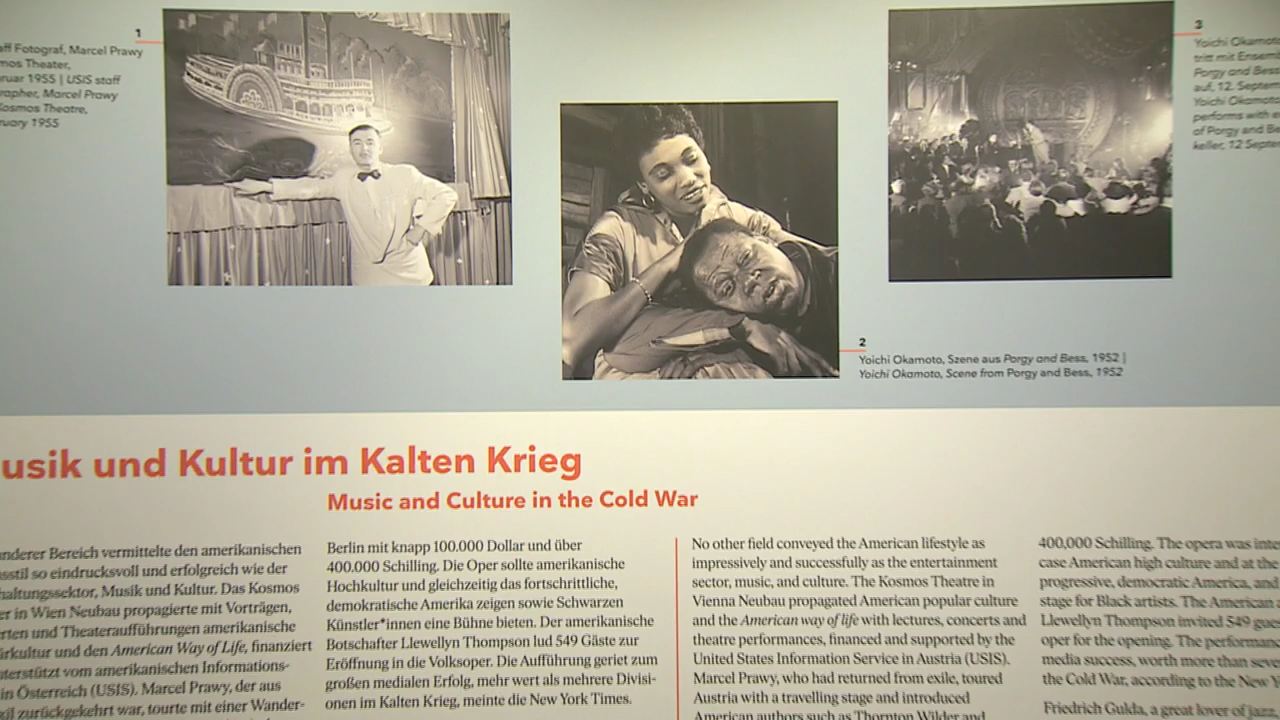 1
aff Fotograf, Marcel Prawy
mos Theater,
ruar 1955 | USIS staff
rapher, Marcel Prawy
Kosmos Theatre,
ruary 1955
2
Yoichi Okamoto, Szene aus Porgy and Bess, 1952 |
Yoichi Okamoto, Scene from Porgy and Bess, 1952
3
Yoichi Okamoto
tritt mit Ensem
Porgy and Bess
auf, 12. Septem
Yoichi Okamoto
performs with e
of Porgy and Be
keller, 12 Septe
usik und Kultur im Kalten Krieg
Music and Culture in the Cold War
anderer Bereich vermittelte den amerikanischen
sstil so eindrucksvoll und erfolgreich wie der
haltungssektor, Musik und Kultur. Das Kosmos
er in Wien Neubau propagierte mit Vorträgen,
rten und Theateraufführungen amerikanische
ärkultur und den American Way of Life, finanziert
nterstützt vom amerikanischen Informations-
in Österreich (USIS). Marcel Prawy, der aus
xil zurückgekehrt war, tourte mit einer Wander-
Berlin mit knapp 100.000 Dollar und über
400.000 Schilling. Die Oper sollte amerikanische
Hochkultur und gleichzeitig das fortschrittliche,
demokratische Amerika zeigen sowie Schwarzen
Künstler*innen eine Bühne bieten. Der amerikanische
Botschafter Llewellyn Thompson lud 549 Gäste zur
Eröffnung in die Volksoper. Die Aufführung geriet zum
großen medialen Erfolg, mehr wert als mehrere Divisi-
onen im Kalten Krieg, meinte die New York Times.
No other field conveyed the American lifestyle as
impressively and successfully as the entertainment
sector, music, and culture. The Kosmos Theatre in
Vienna Neubau propagated American popular culture
and the American way of life with lectures, concerts and
theatre performances, financed and supported by the
United States Information Service in Austria (USIS).
Marcel Prawy, who had returned from exile, toured
Austria with a travelling stage and introduced
American authors such as Thornton Wilder and
400,000 Schilling. The opera was inte
case American high culture and at the
progressive, democratic America, and
stage for Black artists. The American
Llewellyn Thompson invited 549 gues
oper for the opening. The performanc
media success, worth more than seve
the Cold War, according to the New Y
Friedrich Gulda, a great lover of jazz,